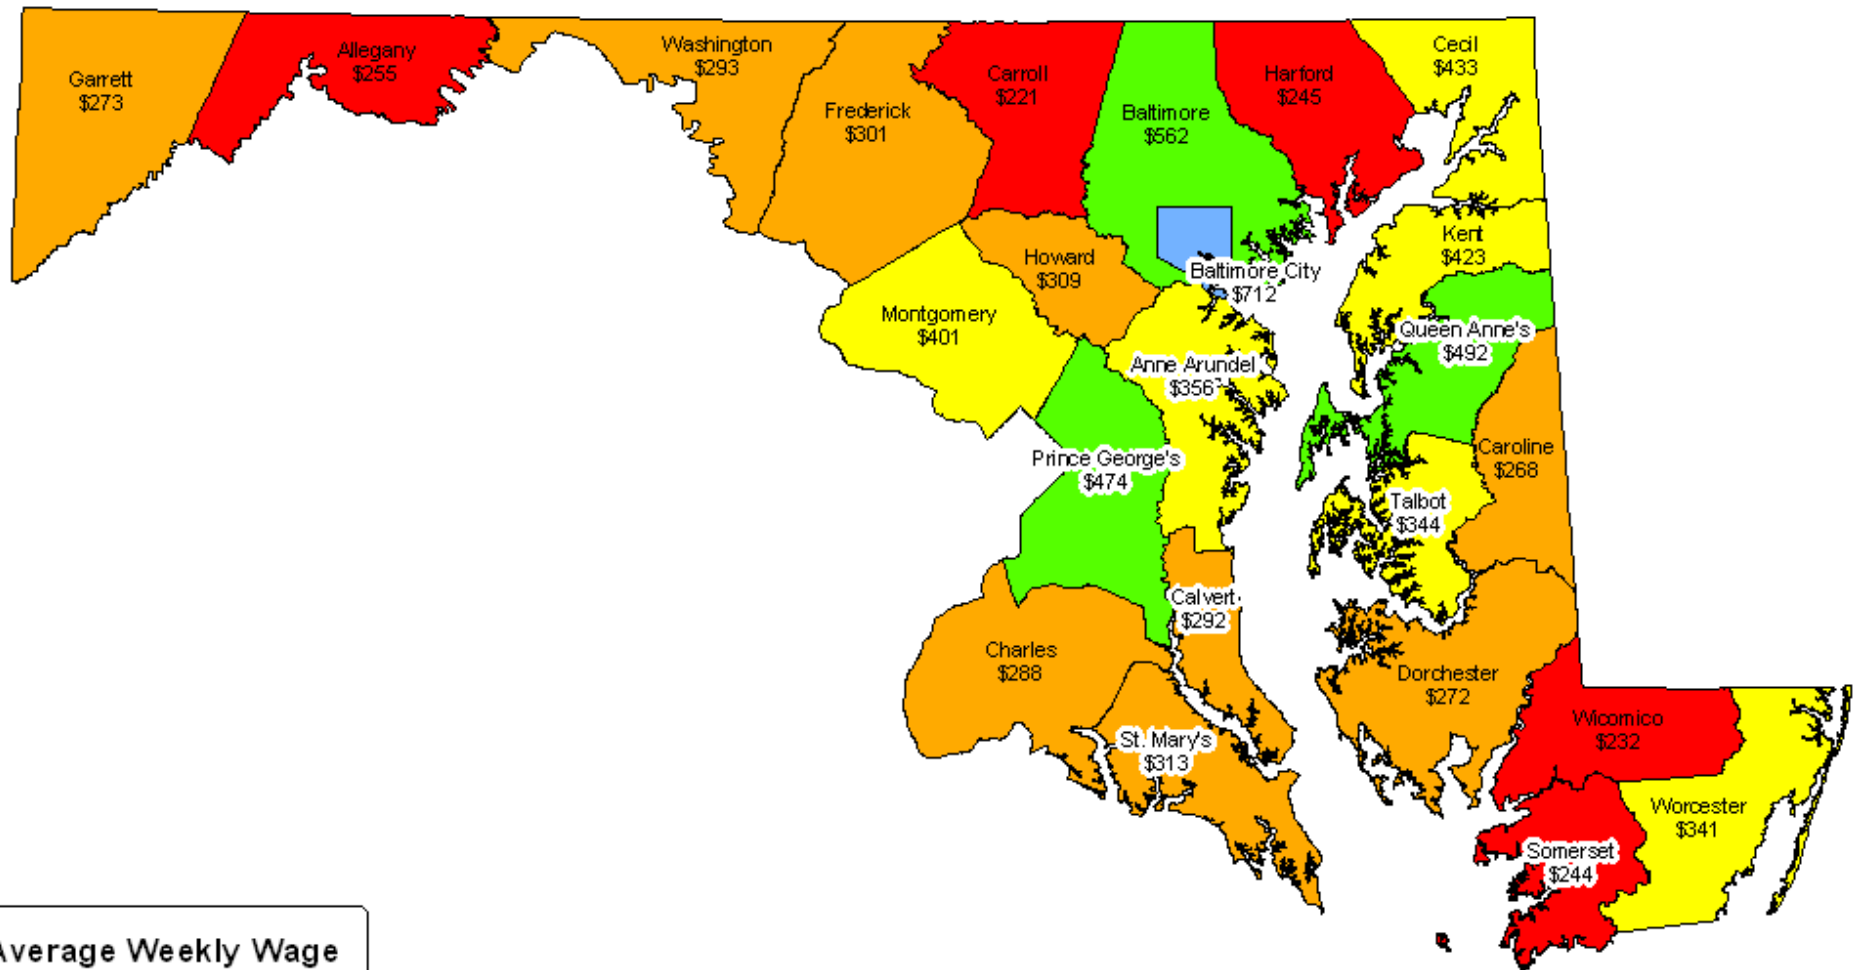 Garrett
$273
Allegany
$255
Washington
$293
Frederick
$301
Carroll
$221
Baltimore
$562
Harford
$245
Cecil
$433
Kent
$423
Howard
$309
Baltimore City
$712
Montgomery
$401
Anne Arundel
$356
Queen Anne's
$492
Caroline
$268
Prince George's
$474
Talbot
$344
Calvert
$292
Charles
$288
Dorchester
$272
St. Mary's
$313
Wicomico
$232
Worcester
$341
Somerset
$244
Average Weekly Wage